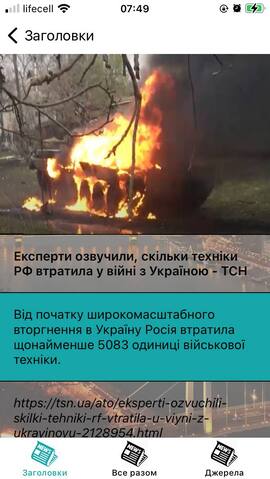 lifecell 07:49
Заголовки
Експерти озвучили, скільки техніки
РФ втратила у війні з Україною - ТСН
Від початку широкомасштабного
вторгнення в Україну Росія втратила
щонайменше 5083 одиниці військової
техніки.
https://tsn.ua/ato/eksperti-ozvuchili-
skilki-tehniki-rf-vtratila-u-viyni-z-
ukrayinoyu-2128954.html
Заголовки Все разом Джерела